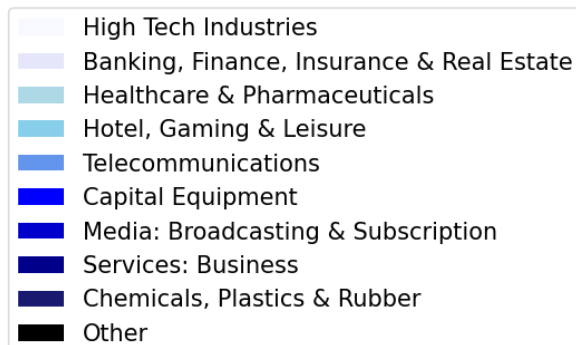 High Tech Industries
Banking, Finance, Insurance & Real Estate
Healthcare & Pharmaceuticals
Hotel, Gaming & Leisure
Telecommunications
Capital Equipment
Media: Broadcasting & Subscription
Services: Business
Chemicals, Plastics & Rubber
Other